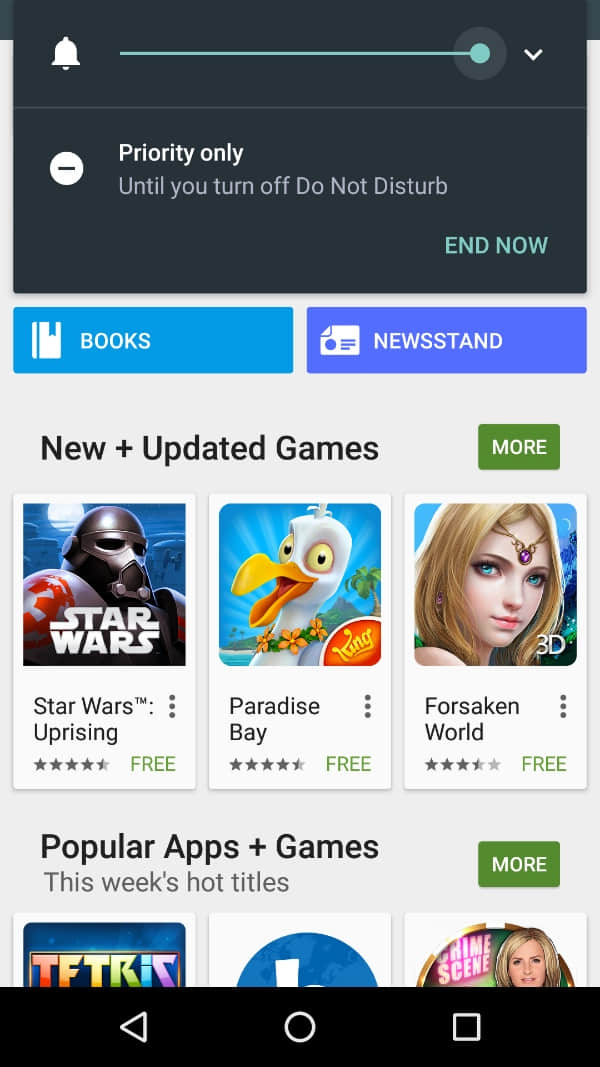 Priority only
Until you turn off Do Not Disturb
END NOW
BOOKS
NEWSSTAND
New + Updated Games
MORE
STAR
WARS
King
3D
Star Wars™:
Uprising
FREE
Paradise
Bay
FREE
Forsaken
World
FREE
Popular Apps + Games
This week's hot titles
MORE
TETRIS
CRIME
SCENE